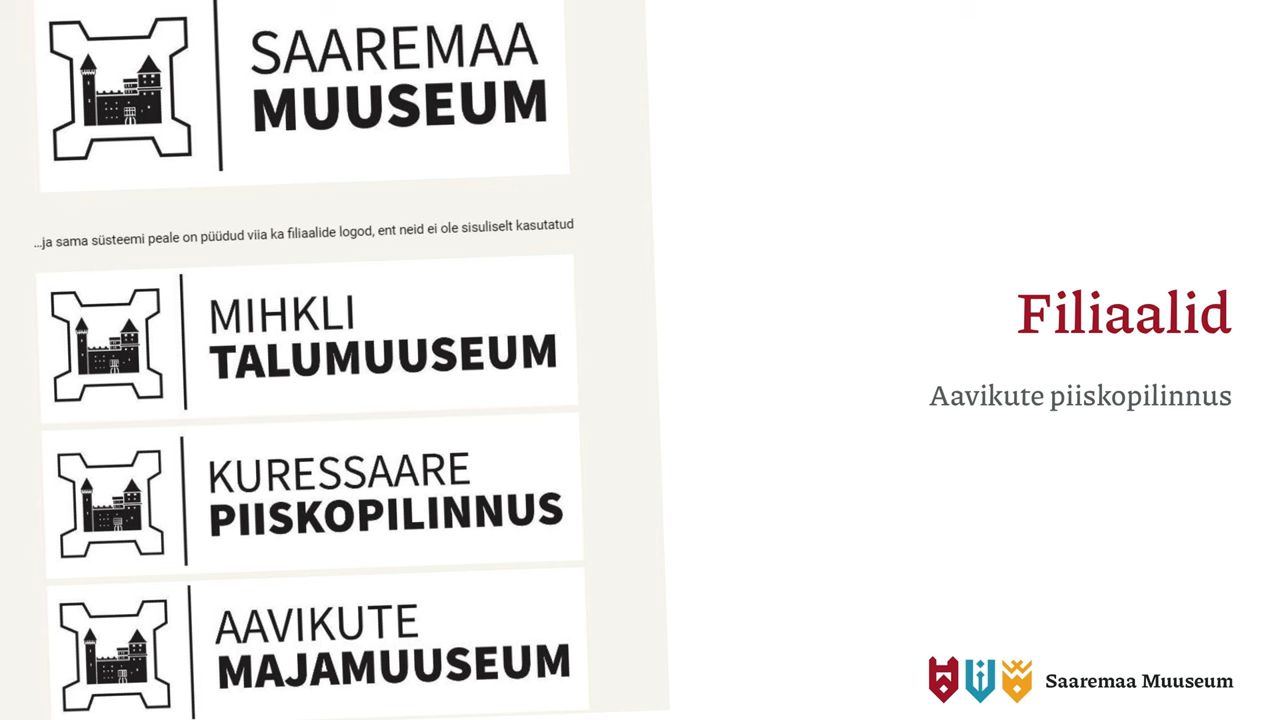 SAAREMAA
MUUSEUM
...ja sama süsteemi peale on püüdud viia ka filiaalide logod, ent neid ei ole sisuliselt kasutatud
MIHKLI
TALUMUUSEUM
KURESSAARE
PIISKOPILINNUS
AAVIKUTE
MAJAMUUSEUM
Filiaalid
Aavikute piiskopilinnus
Saaremaa Muuseum